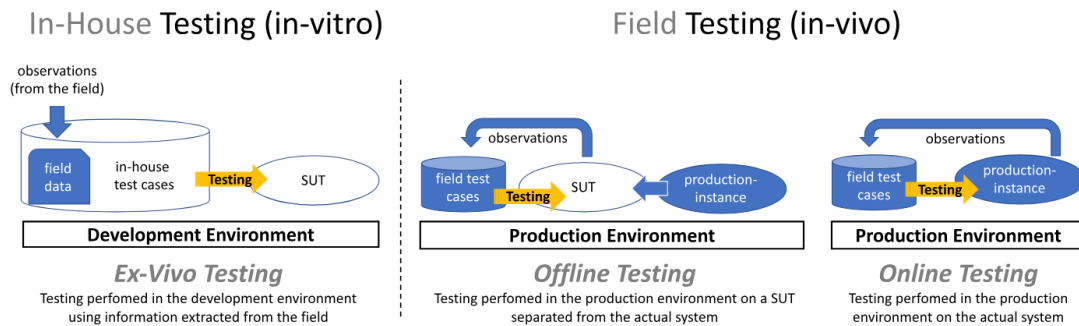 In-House Testing (in-vitro)
Field Testing (in-vivo)
observations
(from the field)
field
data
in-house
test cases
Testing
SUT
Development Environment
Ex-Vivo Testing
Testing perfomed in the development environment
using information extracted from the field
observations
field test
cases
Testing
SUT
production-
instance
Production Environment
Offline Testing
Testing perfomed in the production environment on a SUT
separated from the actual system
observations
field test
cases
Testing
production-
instance
Production Environment
Online Testing
Testing perfomed in the production
environment on the actual system